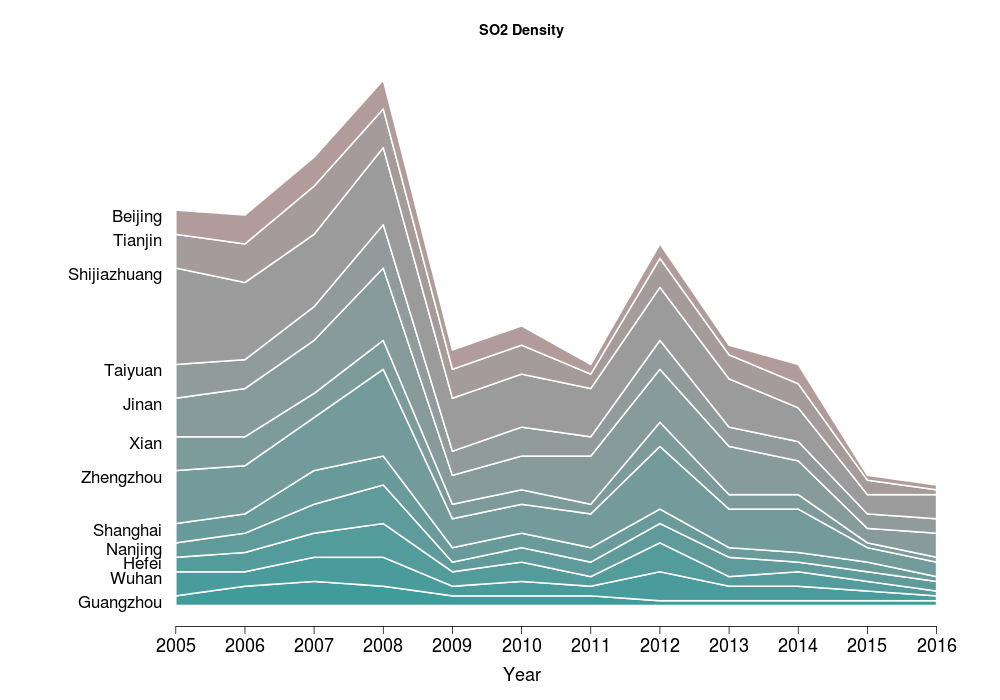 SO2 Density
Beijing
Tianjin
Shijiazhuang
Taiyuan
Jinan
Xian
Zhengzhou
Shanghai
Nanjing
Hefei
Wuhan
Guangzhou
2005 2006 2007 2008 2009 2010 2011 2012 2013 2014 2015 2016
Year